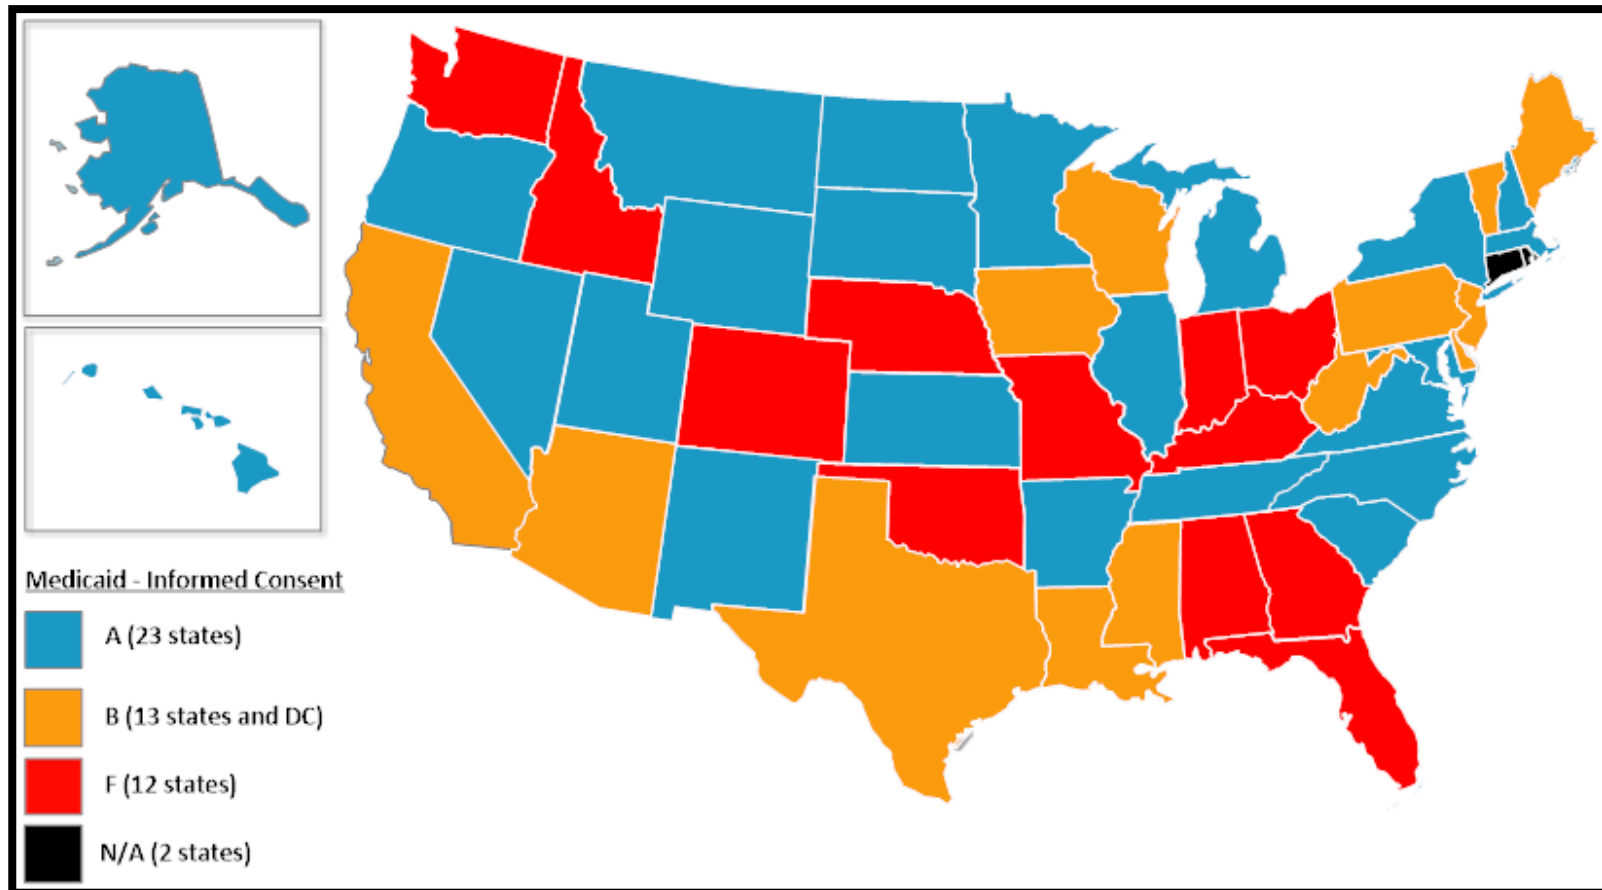 Medicaid - Informed Consent
A (23 states)
B (13 states and DC)
F (12 states)
N/A (2 states)